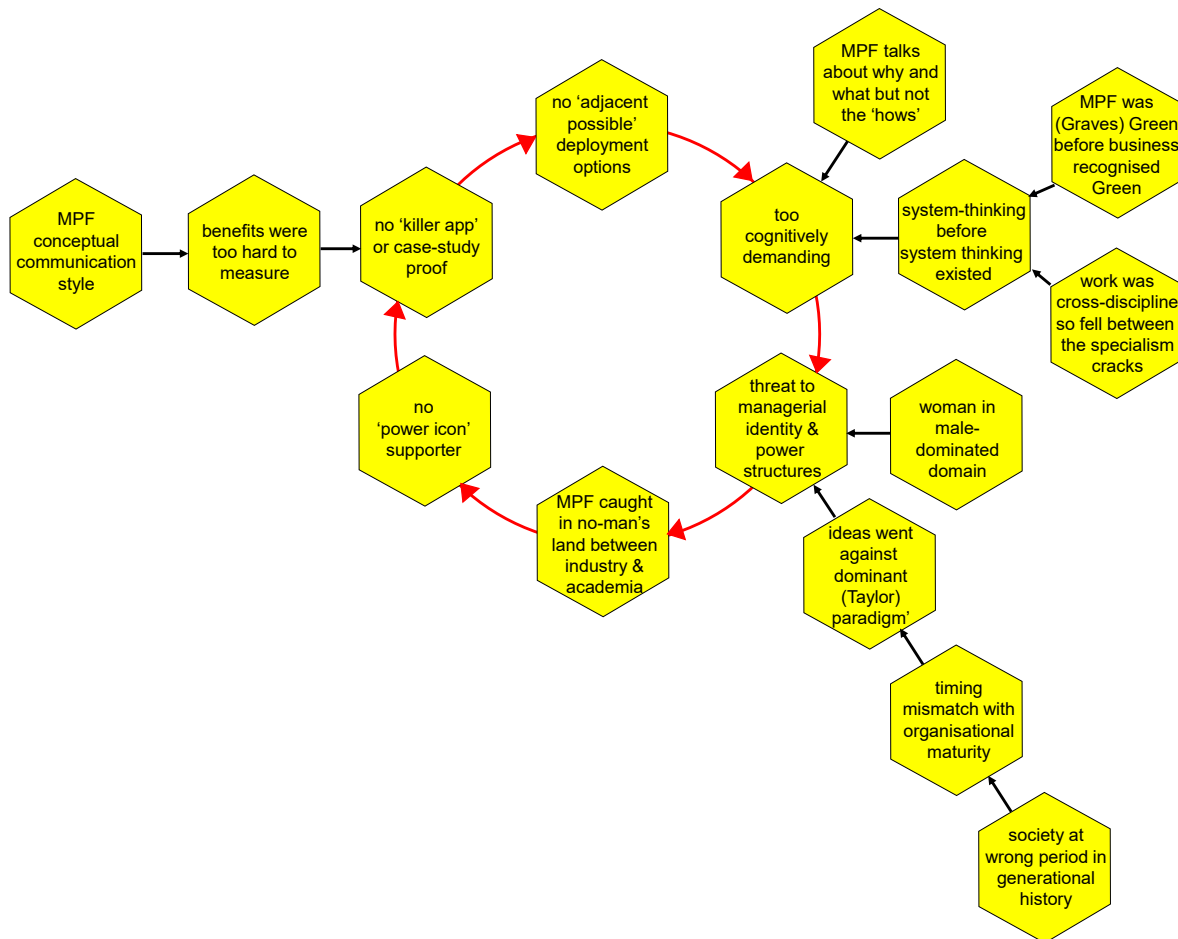 MPF talks
about why and
what but not
the ‘hows’
no ‘adjacent
possible’
deployment
options
MPF was
(Graves) Green
before business
recognised
Green
MPF
conceptual
communication
style
benefits were
too hard to
measure
no ‘killer app’
or case-study
proof
too
cognitively
demanding
system-thinking
before
system thinking
existed
work was
cross-discipline
so fell between
the specialism
cracks
no
‘power icon’
supporter
threat to
managerial
identity &
power
structures
woman in
male-
dominated
domain
MPF caught
in no-man’s
land between
industry &
academia
ideas went
against
dominant
(Taylor)
paradigm’
timing
mismatch with
organisational
maturity
society at
wrong period in
generational
history